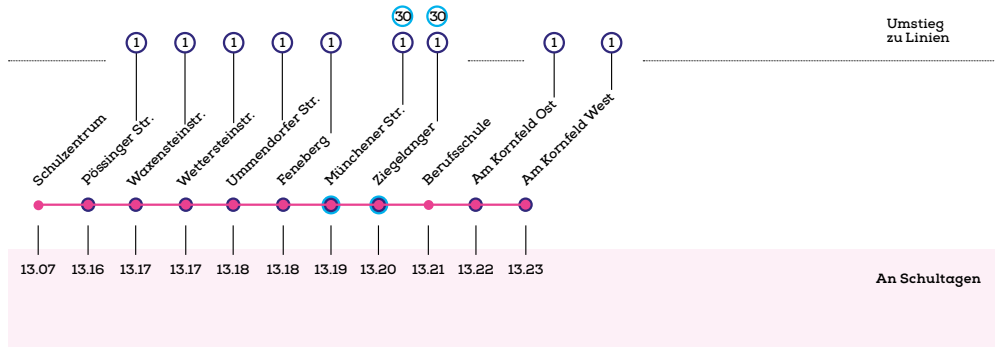 30 30
1 1 1 1 1 1 1 1 1
Umstieg
zu Linien
Schulzentrum
Pössinger Str.
Waxensteinstr.
Wettersteinstr.
Ummendorfer Str.
Feneberg
Münchener Str.
Ziegelanger
Berufsschule
Am Kornfeld Ost
Am Kornfeld West
13.07 13.16 13.17 13.17 13.18 13.18 13.19 13.20 13.21 13.22 13.23
An Schultagen